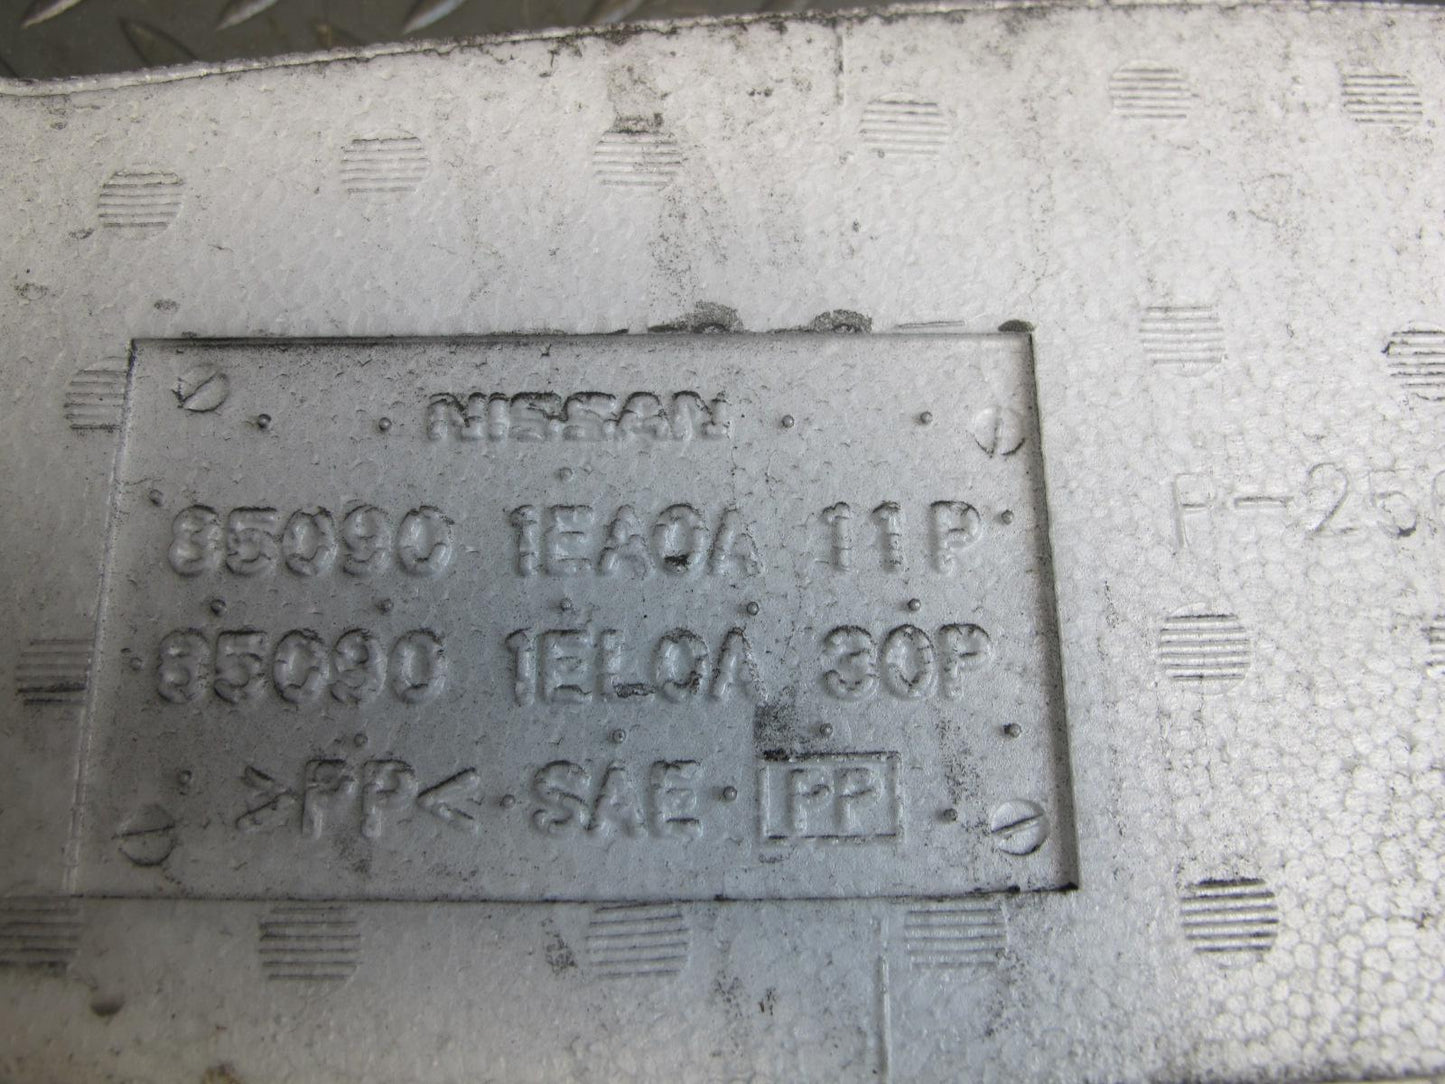 NISSAN
85090 1EA0A 11P
85090 1EL0A 30P
>PP< · SAE · PP